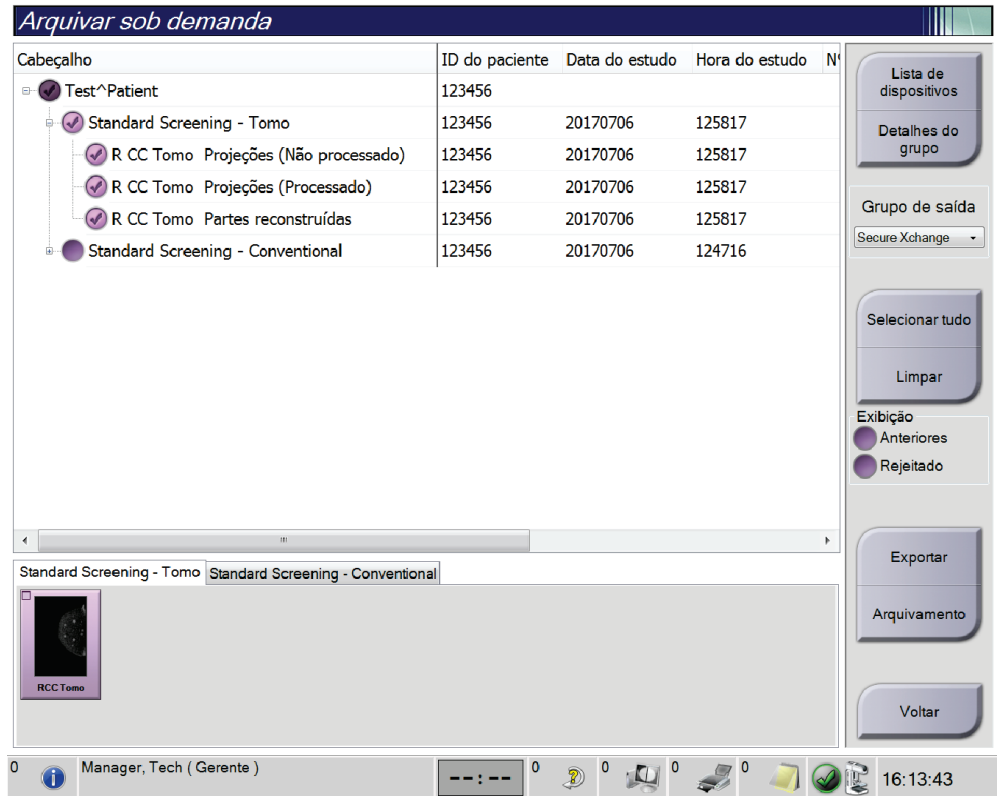 Arquivar sob demanda
Cabeçalho ID do paciente Data do estudo Hora do estudo Nº
Test^Patient 123456
Standard Screening - Tomo 123456 20170706 125817
R CC Tomo Projeções (Não processado) 123456 20170706 125817
R CC Tomo Projeções (Processado) 123456 20170706 125817
R CC Tomo Partes reconstruídas 123456 20170706 125817
Standard Screening - Conventional 123456 20170706 124716
Lista de
dispositivos
Detalhes do
grupo
Grupo de saída
Secure Xchange
Selecionar tudo
Limpar
Exibição
Anteriores
Rejeitado
Exportar
Arquivamento
Voltar
Standard Screening - Tomo Standard Screening - Conventional
RCC Tomo
0 Manager, Tech ( Gerente ) --:-- 0 0 0 0 16:13:43